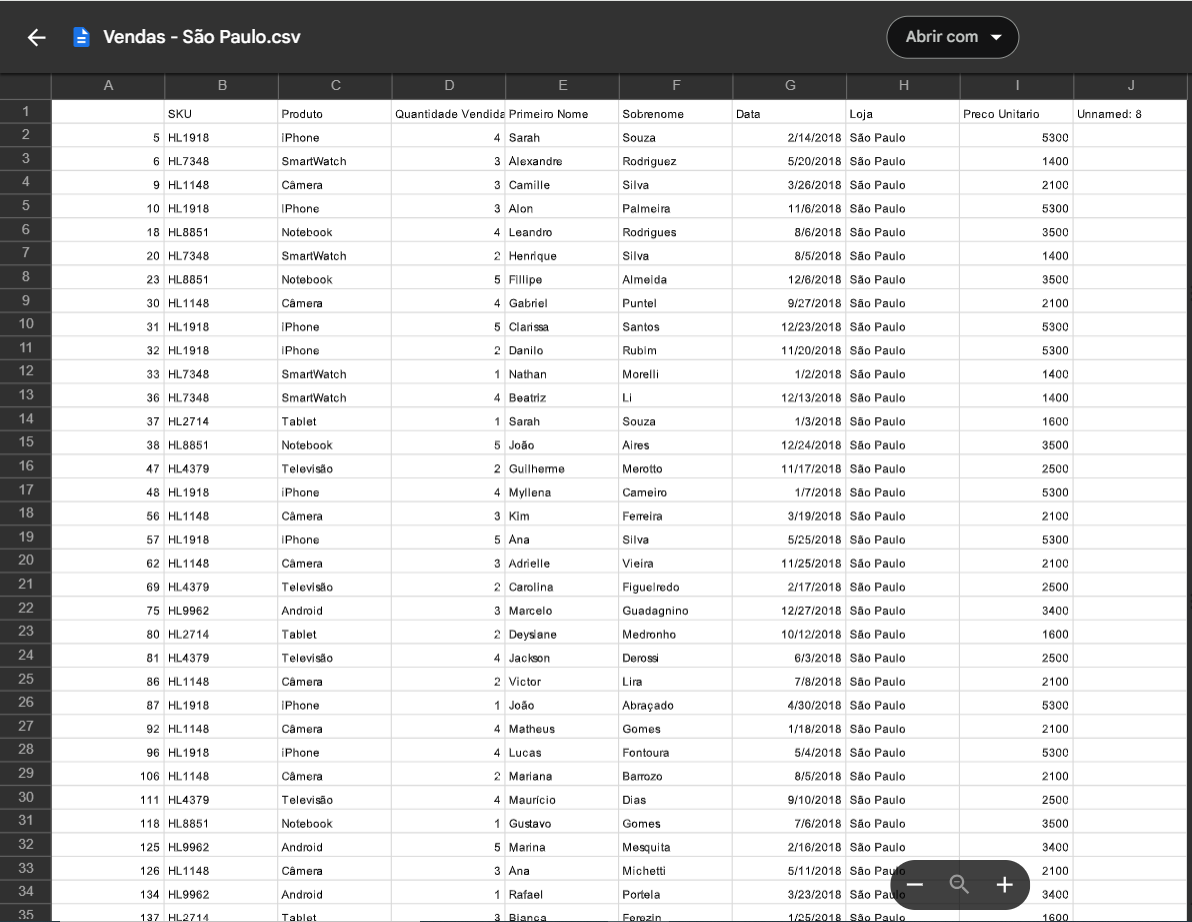 Vendas - São Paulo.csv Abrir com
A B C D E F G H I J
1 SKU Produto Quantidade Vendida Primeiro Nome Sobrenome Data Loja Preco Unitario Unnamed: 8
2 5 HL1918 iPhone 4 Sarah Souza 2/14/2018 São Paulo 5300
3 6 HL7348 SmartWatch 3 Alexandre Rodriguez 5/20/2018 São Paulo 1400
4 9 HL1148 Câmera 3 Camille Silva 3/26/2018 São Paulo 2100
5 10 HL1918 iPhone 3 Alon Palmeira 11/6/2018 São Paulo 5300
6 18 HL8851 Notebook 4 Leandro Rodrigues 8/6/2018 São Paulo 3500
7 20 HL7348 SmartWatch 2 Henrique Silva 8/5/2018 São Paulo 1400
8 23 HL8851 Notebook 5 Fillipe Almeida 12/6/2018 São Paulo 3500
9 30 HL1148 Câmera 4 Gabriel Puntel 9/27/2018 São Paulo 2100
10 31 HL1918 iPhone 5 Clarissa Santos 12/23/2018 São Paulo 5300
11 32 HL1918 iPhone 2 Danilo Rubim 11/20/2018 São Paulo 5300
12 33 HL7348 SmartWatch 1 Nathan Morelli 1/2/2018 São Paulo 1400
13 36 HL7348 SmartWatch 4 Beatriz Li 12/13/2018 São Paulo 1400
14 37 HL2714 Tablet 1 Sarah Souza 1/3/2018 São Paulo 1600
15 38 HL8851 Notebook 5 João Aires 12/24/2018 São Paulo 3500
16 47 HL4379 Televisão 2 Guilherme Merotto 11/17/2018 São Paulo 2500
17 48 HL1918 iPhone 4 Myllena Carneiro 1/7/2018 São Paulo 5300
18 56 HL1148 Câmera 3 Kim Ferreira 3/19/2018 São Paulo 2100
19 57 HL1918 iPhone 5 Ana Silva 5/25/2018 São Paulo 5300
20 62 HL1148 Câmera 3 Adrielle Vieira 11/25/2018 São Paulo 2100
21 69 HL4379 Televisão 2 Carolina Figueiredo 2/17/2018 São Paulo 2500
22 75 HL9962 Android 3 Marcelo Guadagnino 12/27/2018 São Paulo 3400
23 80 HL2714 Tablet 2 Deysiane Medronho 10/12/2018 São Paulo 1600
24 81 HL4379 Televisão 4 Jackson Derossi 6/3/2018 São Paulo 2500
25 86 HL1148 Câmera 2 Victor Lira 7/8/2018 São Paulo 2100
26 87 HL1918 iPhone 1 João Abraçado 4/30/2018 São Paulo 5300
27 92 HL1148 Câmera 4 Matheus Gomes 1/18/2018 São Paulo 2100
28 96 HL1918 iPhone 4 Lucas Fontoura 5/4/2018 São Paulo 5300
29 106 HL1148 Câmera 2 Mariana Barrozo 8/5/2018 São Paulo 2100
30 111 HL4379 Televisão 4 Maurício Dias 9/10/2018 São Paulo 2500
31 118 HL8851 Notebook 1 Gustavo Gomes 7/6/2018 São Paulo 3500
32 125 HL9962 Android 5 Marina Mesquita 2/16/2018 São Paulo 3400
33 126 HL1148 Câmera 3 Ana Michetti 5/11/2018 São Paulo 2100
34 134 HL9962 Android 1 Rafael Portela 3/23/2018 São Paulo 3400
35 137 HL2714 Tablet 3 Bianca Ferezin 1/25/2018 São Paulo 1600